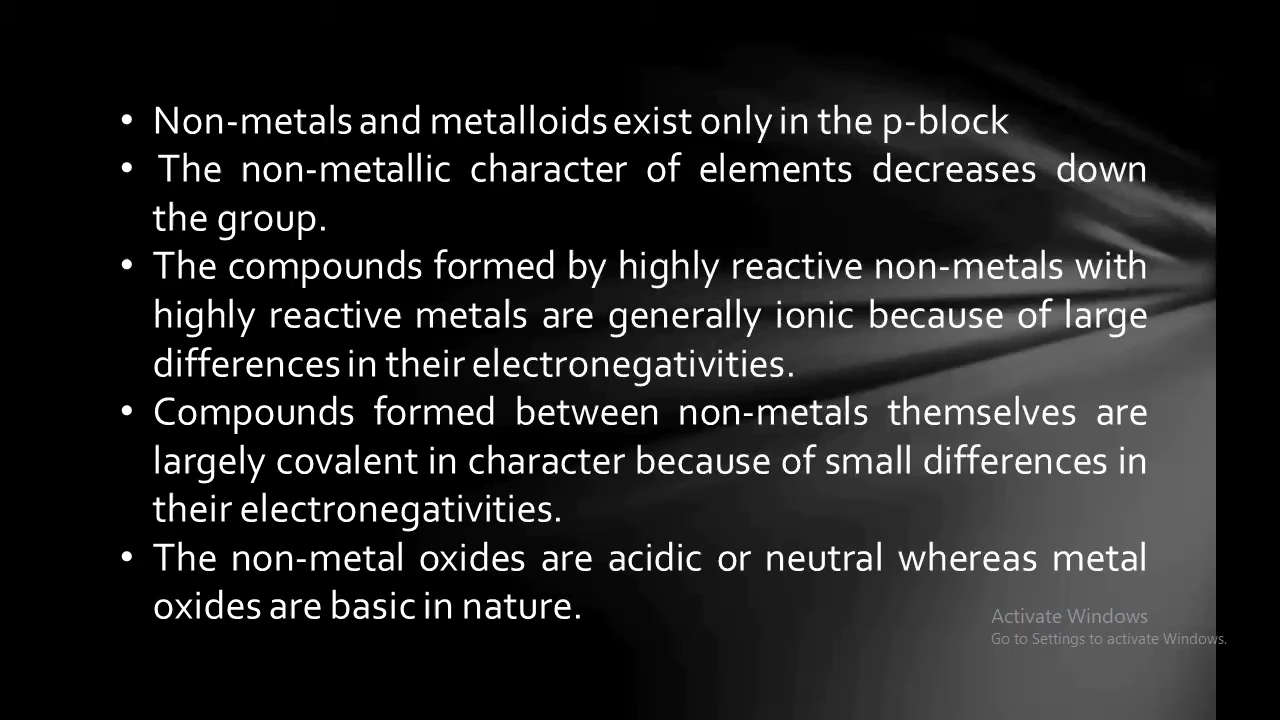 • Non-metals and metalloids exist only in the p-block
• The non-metallic character of elements decreases down
the group.
• The compounds formed by highly reactive non-metals with
highly reactive metals are generally ionic because of large
differences in their electronegativities.
• Compounds formed between non-metals themselves are
largely covalent in character because of small differences in
their electronegativities.
• The non-metal oxides are acidic or neutral whereas metal
oxides are basic in nature.
Activate Windows
Go to Settings to activate Windows.